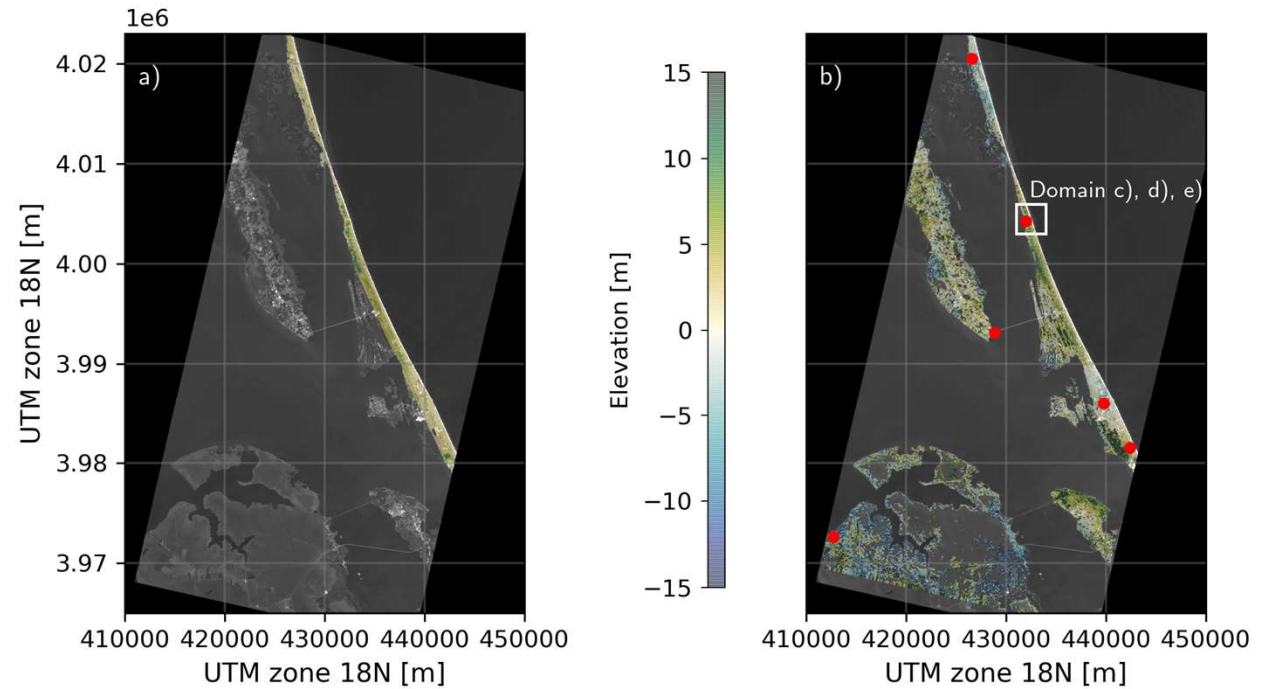 1e6
a)
4.02
4.01
4.00
3.99
3.98
3.97
UTM zone 18N [m]
410000 420000 430000 440000 450000
UTM zone 18N [m]
Elevation [m]
15
10
5
0
−5
−10
−15
b)
Domain c), d), e)
410000 420000 430000 440000 450000
UTM zone 18N [m]